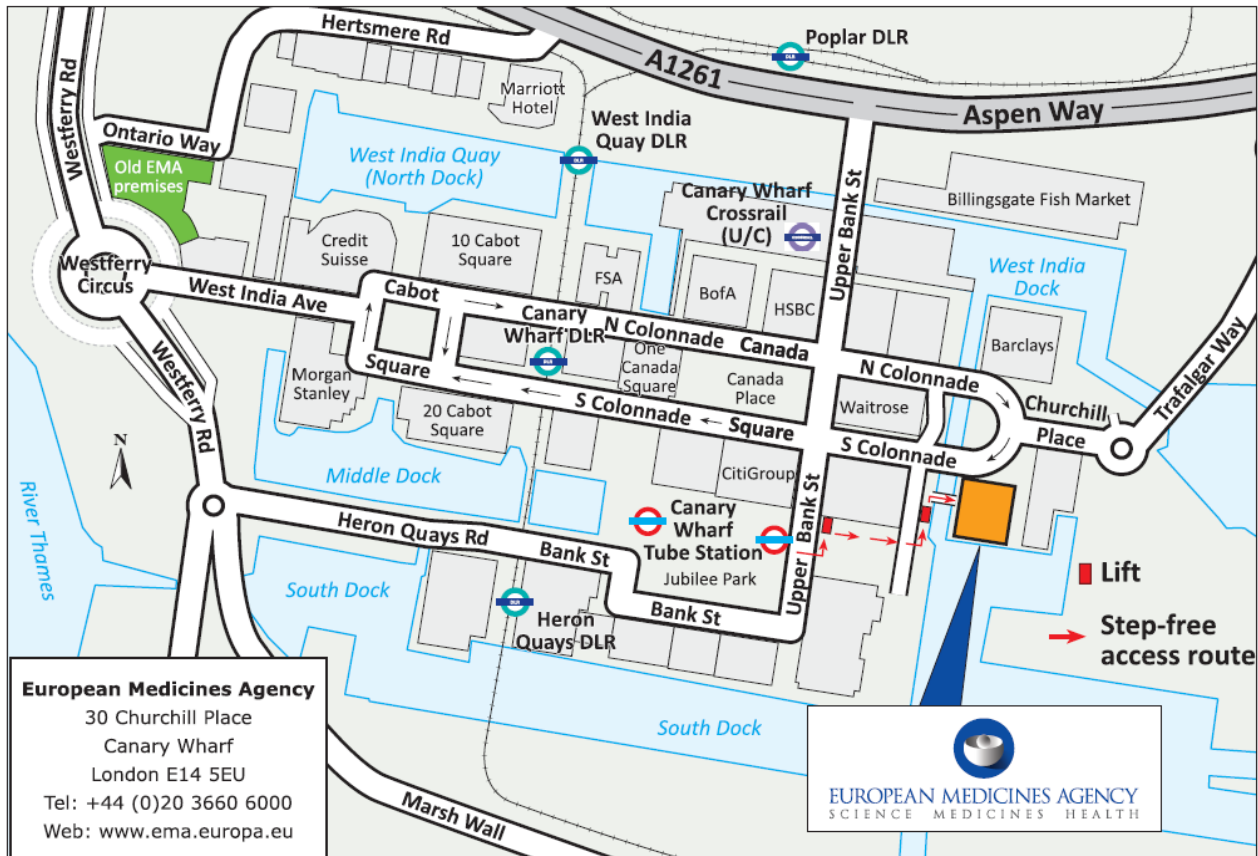 Hertsmere Rd
Poplar DLR
DLR
A1261
Aspen Way
Westferry Rd
Marriott
Hotel
Ontario Way
West India
Quay DLR
DLR
Old EMA
premises
West India Quay
(North Dock)
Upper Bank St
Billingsgate Fish Market
Canary Wharf
Crossrail
(U/C)
Credit
Suisse
10 Cabot
Square
FSA
BofA
HSBC
West India
Dock
Westferry
Circus
West India Ave
Cabot
Canary
Wharf DLR
DLR
N Colonnade
Canada
One
Canada
Square
Barclays
Trafalgar Way
N Colonnade
Churchill
Place
Morgan
Stanley
Square
Canada
Place
Waitrose
Westferry Rd
20 Cabot
Square
S Colonnade
Square
S Colonnade
N
Middle Dock
CitiGroup
River Thames
Canary
Wharf
Tube Station
Upper Bank St
Heron Quays Rd
Bank St
Jubilee Park
Lift
South Dock
DLR
Heron
Quays DLR
Bank St
Step-free
access route
European Medicines Agency
30 Churchill Place
Canary Wharf
London E14 5EU
Tel: +44 (0)20 3660 6000
Web: www.ema.europa.eu
South Dock
Marsh Wall
EUROPEAN MEDICINES AGENCY
SCIENCE MEDICINES HEALTH